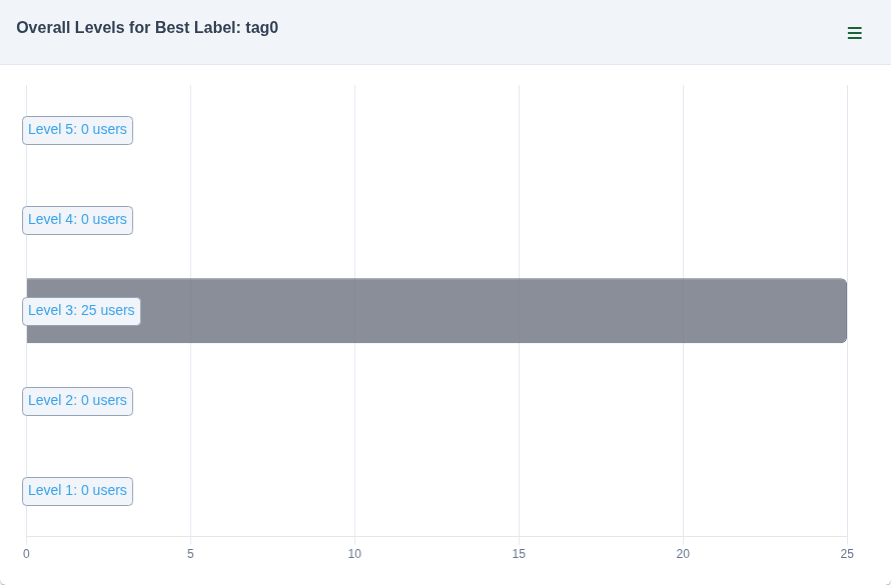 Overall Levels for Best Label: tag0
Level 5: 0 users
Level 4: 0 users
Level 3: 25 users
Level 2: 0 users
Level 1: 0 users
0 5 10 15 20 25